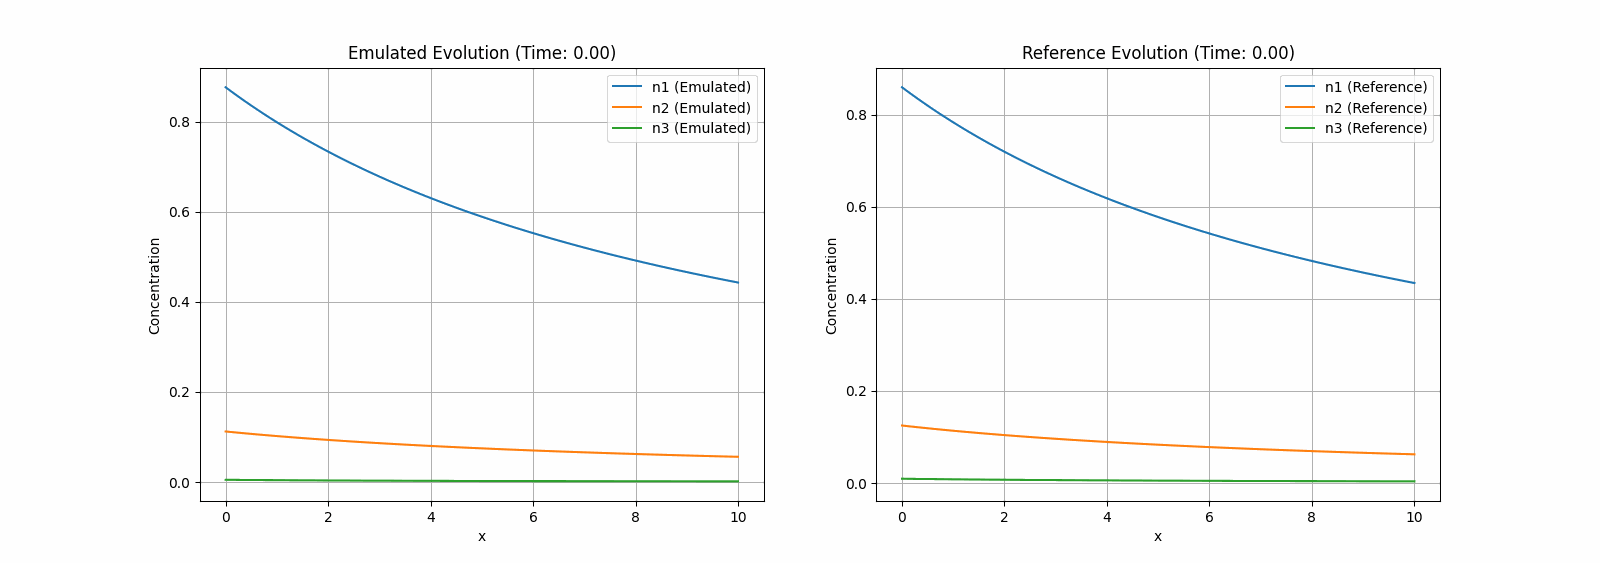 Emulated Evolution (Time: 0.00)
n1 (Emulated)
n2 (Emulated)
n3 (Emulated)
Concentration
0.8
0.6
0.4
0.2
0.0
0 2 4 6 8 10
x
Reference Evolution (Time: 0.00)
n1 (Reference)
n2 (Reference)
n3 (Reference)
Concentration
0.8
0.6
0.4
0.2
0.0
0 2 4 6 8 10
x